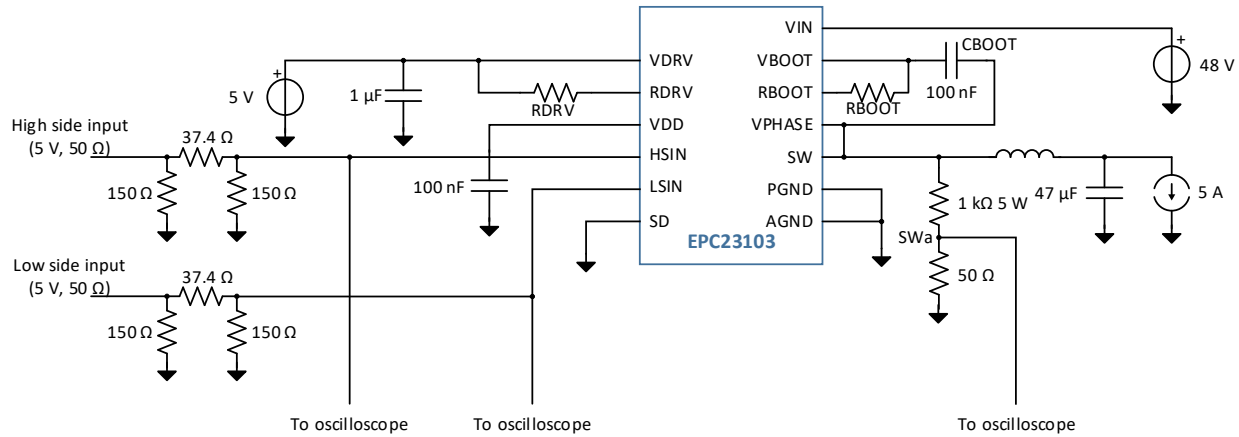 VIN
CBOOT
VDRV
VBOOT
5 V
1 µF
RDRV
RBOOT
100 nF
48 V
RDRV
RBOOT
High side input
(5 V, 50 Ω)
37.4 Ω
VDD
VPHASE
HSIN
SW
150 Ω
150 Ω
100 nF
LSIN
PGND
1 kΩ 5 W
47 µF
5 A
SD
AGND
EPC23103
SWa
Low side input
(5 V, 50 Ω)
37.4 Ω
50 Ω
150 Ω
150 Ω
To oscilloscope
To oscilloscope
To oscilloscope